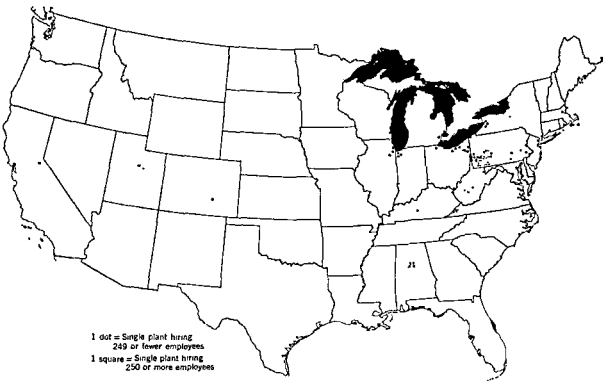 1 dot = Single plant hiring
249 or fewer employees
1 square = Single plant hiring
250 or more employees